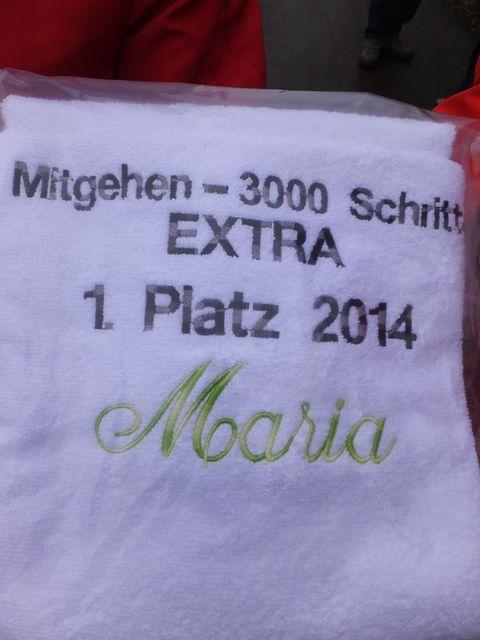 Mitgehen - 3000 Schritt
EXTRA
1. Platz 2014
Maria